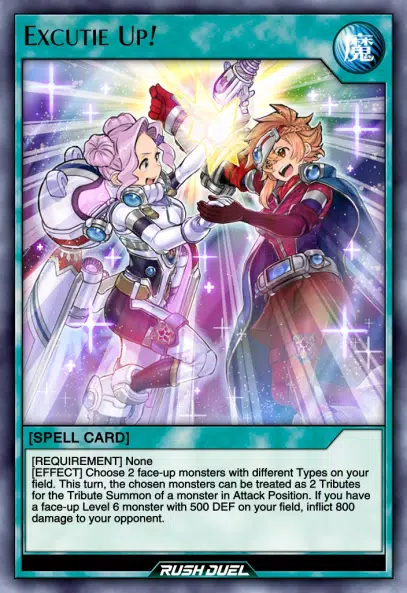 Excutie Up!
魔
[SPELL CARD]
[REQUIREMENT] None
[EFFECT] Choose 2 face-up monsters with different Types on your
field. This turn, the chosen monsters can be treated as 2 Tributes
for the Tribute Summon of a monster in Attack Position. If you have
a face-up Level 6 monster with 500 DEF on your field, inflict 800
damage to your opponent.
RUSH DUEL